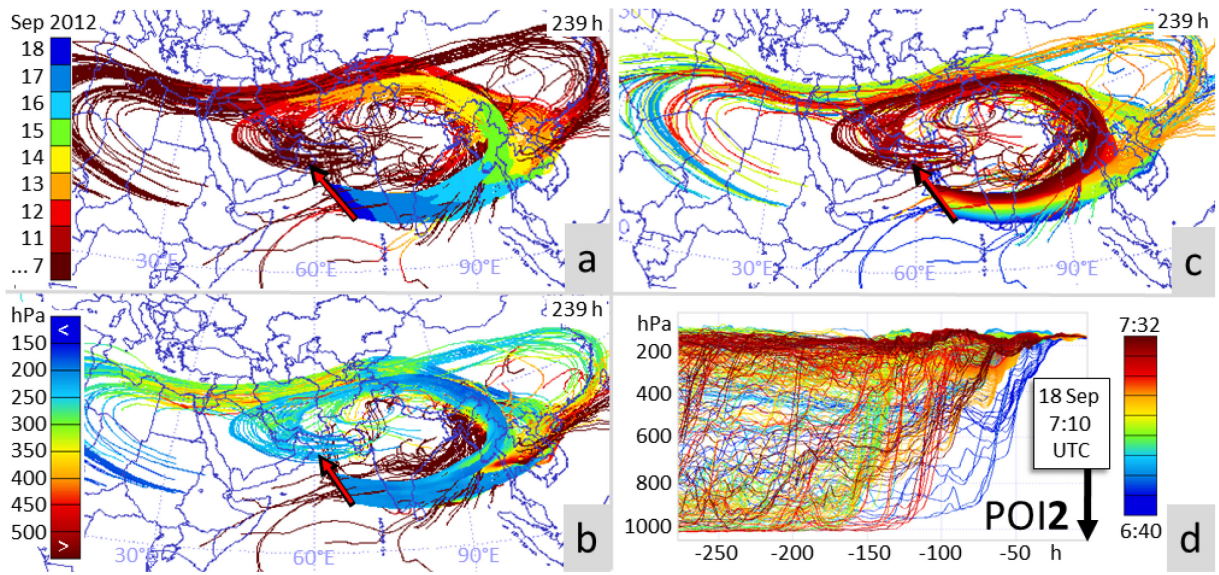 Sep 2012
18
17
16
15
14
13
12
11
... 7
239 h
30°E
60°E
90°E
a
239 h
0
30°E
60°E
90°E
c
hPa
<
150
200
250
300
350
400
450
500
>
239 h
30°E
60°E
90°E
b
hPa
200
400
600
800
1000
-250
-200
-150
-100
-50
h
18 Sep
7:10
UTC
POI2
7:32
6:40
d